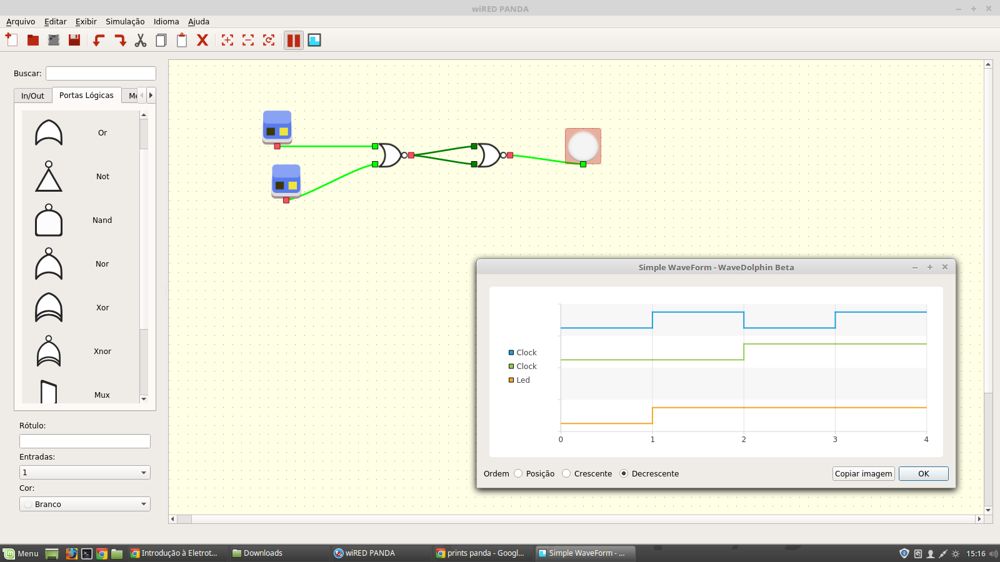 wiRED PANDA
Arquivo Editar Exibir Simulação Idioma Ajuda
Buscar:
In/Out Portas Lógicas
Or
Not
Nand
Nor
Xor
Xnor
Mux
Rótulo:
Entradas:
1
Cor:
Branco
Simple WaveForm - WaveDolphin Beta
Clock
Clock
Led
0 1 2 3 4
Ordem Posição Crescente Decrescente Copiar imagem OK
Menu Introdução à Eletrot... Downloads wiRED PANDA prints panda - Googl... Simple WaveForm - ... 15:16